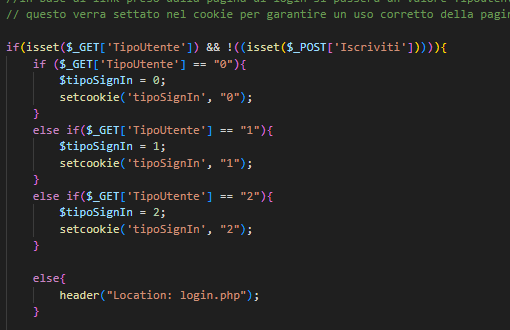 //in base al link preso dalla pagina di login si passera un valore TipoUtente
// questo verra settato nel cookie per garantire un uso corretto della pagin
if(isset($_GET['TipoUtente']) && !((isset($_POST['Iscriviti'])))){
if ($_GET['TipoUtente'] == "0"){
$tipoSignIn = 0;
setcookie('tipoSignIn', "0");
}
else if($_GET['TipoUtente'] == "1"){
$tipoSignIn = 1;
setcookie('tipoSignIn', "1");
}
else if($_GET['TipoUtente'] == "2"){
$tipoSignIn = 2;
setcookie('tipoSignIn', "2");
}
else{
header("Location: login.php");
}